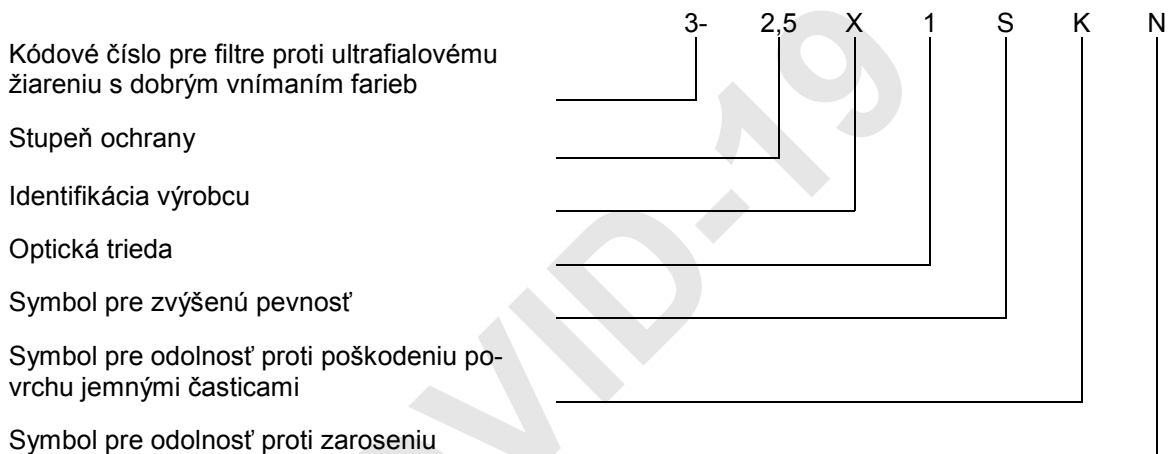 3- 2,5 X 1 S K N
Kódové číslo pre filtre proti ultrafialovému
žiareniu s dobrým vnímaním farieb
Stupeň ochrany
Identifikácia výrobcu
Optická trieda
Symbol pre zvýšenú pevnosť
Symbol pre odolnosť proti poškodeniu po-
vrchu jemnými časticami
Symbol pre odolnosť proti zaroseniu
VID-19